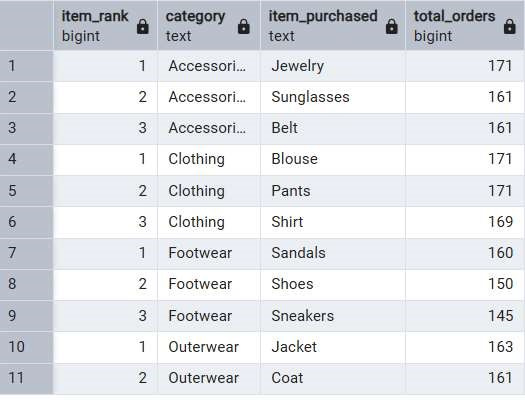 item_rank category item_purchased total_orders
bigint text text bigint
1 1 Accessori... Jewelry 171
2 2 Accessori... Sunglasses 161
3 3 Accessori... Belt 161
4 1 Clothing Blouse 171
5 2 Clothing Pants 171
6 3 Clothing Shirt 169
7 1 Footwear Sandals 160
8 2 Footwear Shoes 150
9 3 Footwear Sneakers 145
10 1 Outerwear Jacket 163
11 2 Outerwear Coat 161